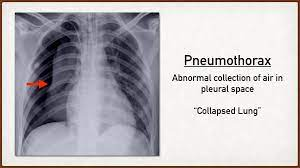 Pneumothorax
Abnormal collection of air in
pleural space
“Collapsed Lung”